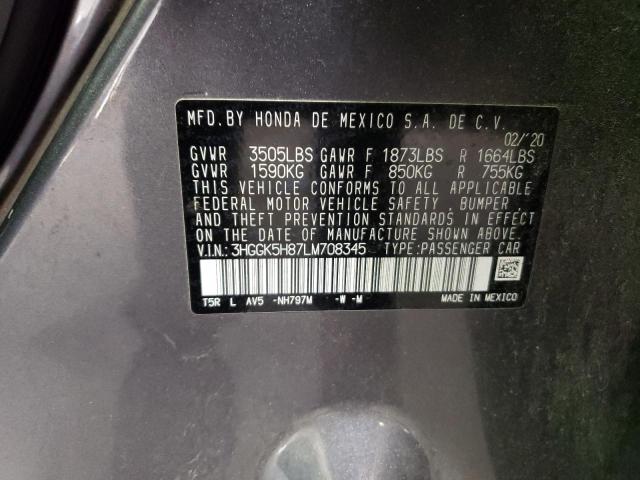 MFD.BY HONDA DE MEXICO S.A. DE C.V.
02/'20
GVWR 3505LBS GAWR F 1873LBS R 1664LBS
GVWR 1590KG GAWR F 850KG R 755KG
THIS VEHICLE CONFORMS TO ALL APPLICABLE
FEDERAL MOTOR VEHICLE SAFETY, BUMPER,
AND THEFT PREVENTION STANDARDS IN EFFECT
ON THE DATE OF MANUFACTURE SHOWN ABOVE.
V.I.N.: 3HGGK5H87LM708345 TYPE:PASSENGER CAR
T5R L AV5 -NH797M -W -M MADE IN MEXICO